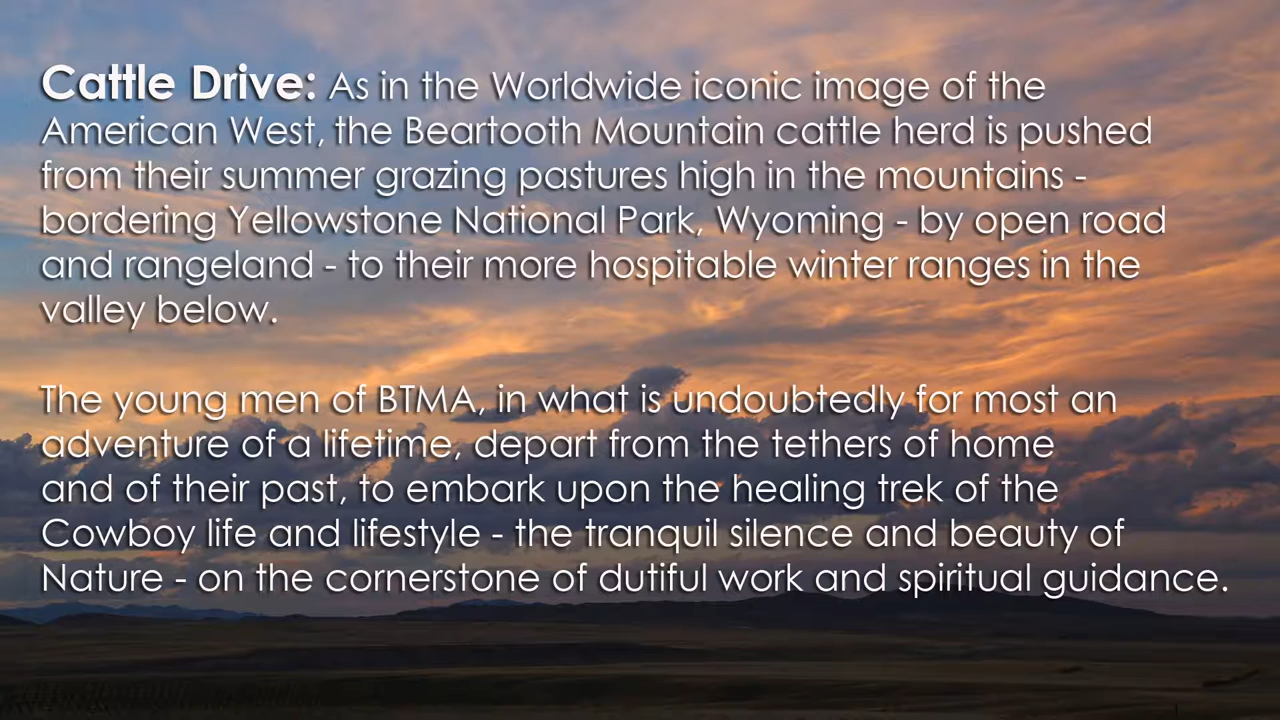 Cattle Drive: As in the Worldwide iconic image of the
American West, the Beartooth Mountain cattle herd is pushed
from their summer grazing pastures high in the mountains -
bordering Yellowstone National Park, Wyoming - by open road
and rangeland - to their more hospitable winter ranges in the
valley below.
The young men of BTMA, in what is undoubtedly for most an
adventure of a lifetime, depart from the tethers of home
and of their past, to embark upon the healing trek of the
Cowboy life and lifestyle - the tranquil silence and beauty of
Nature - on the cornerstone of dutiful work and spiritual guidance.